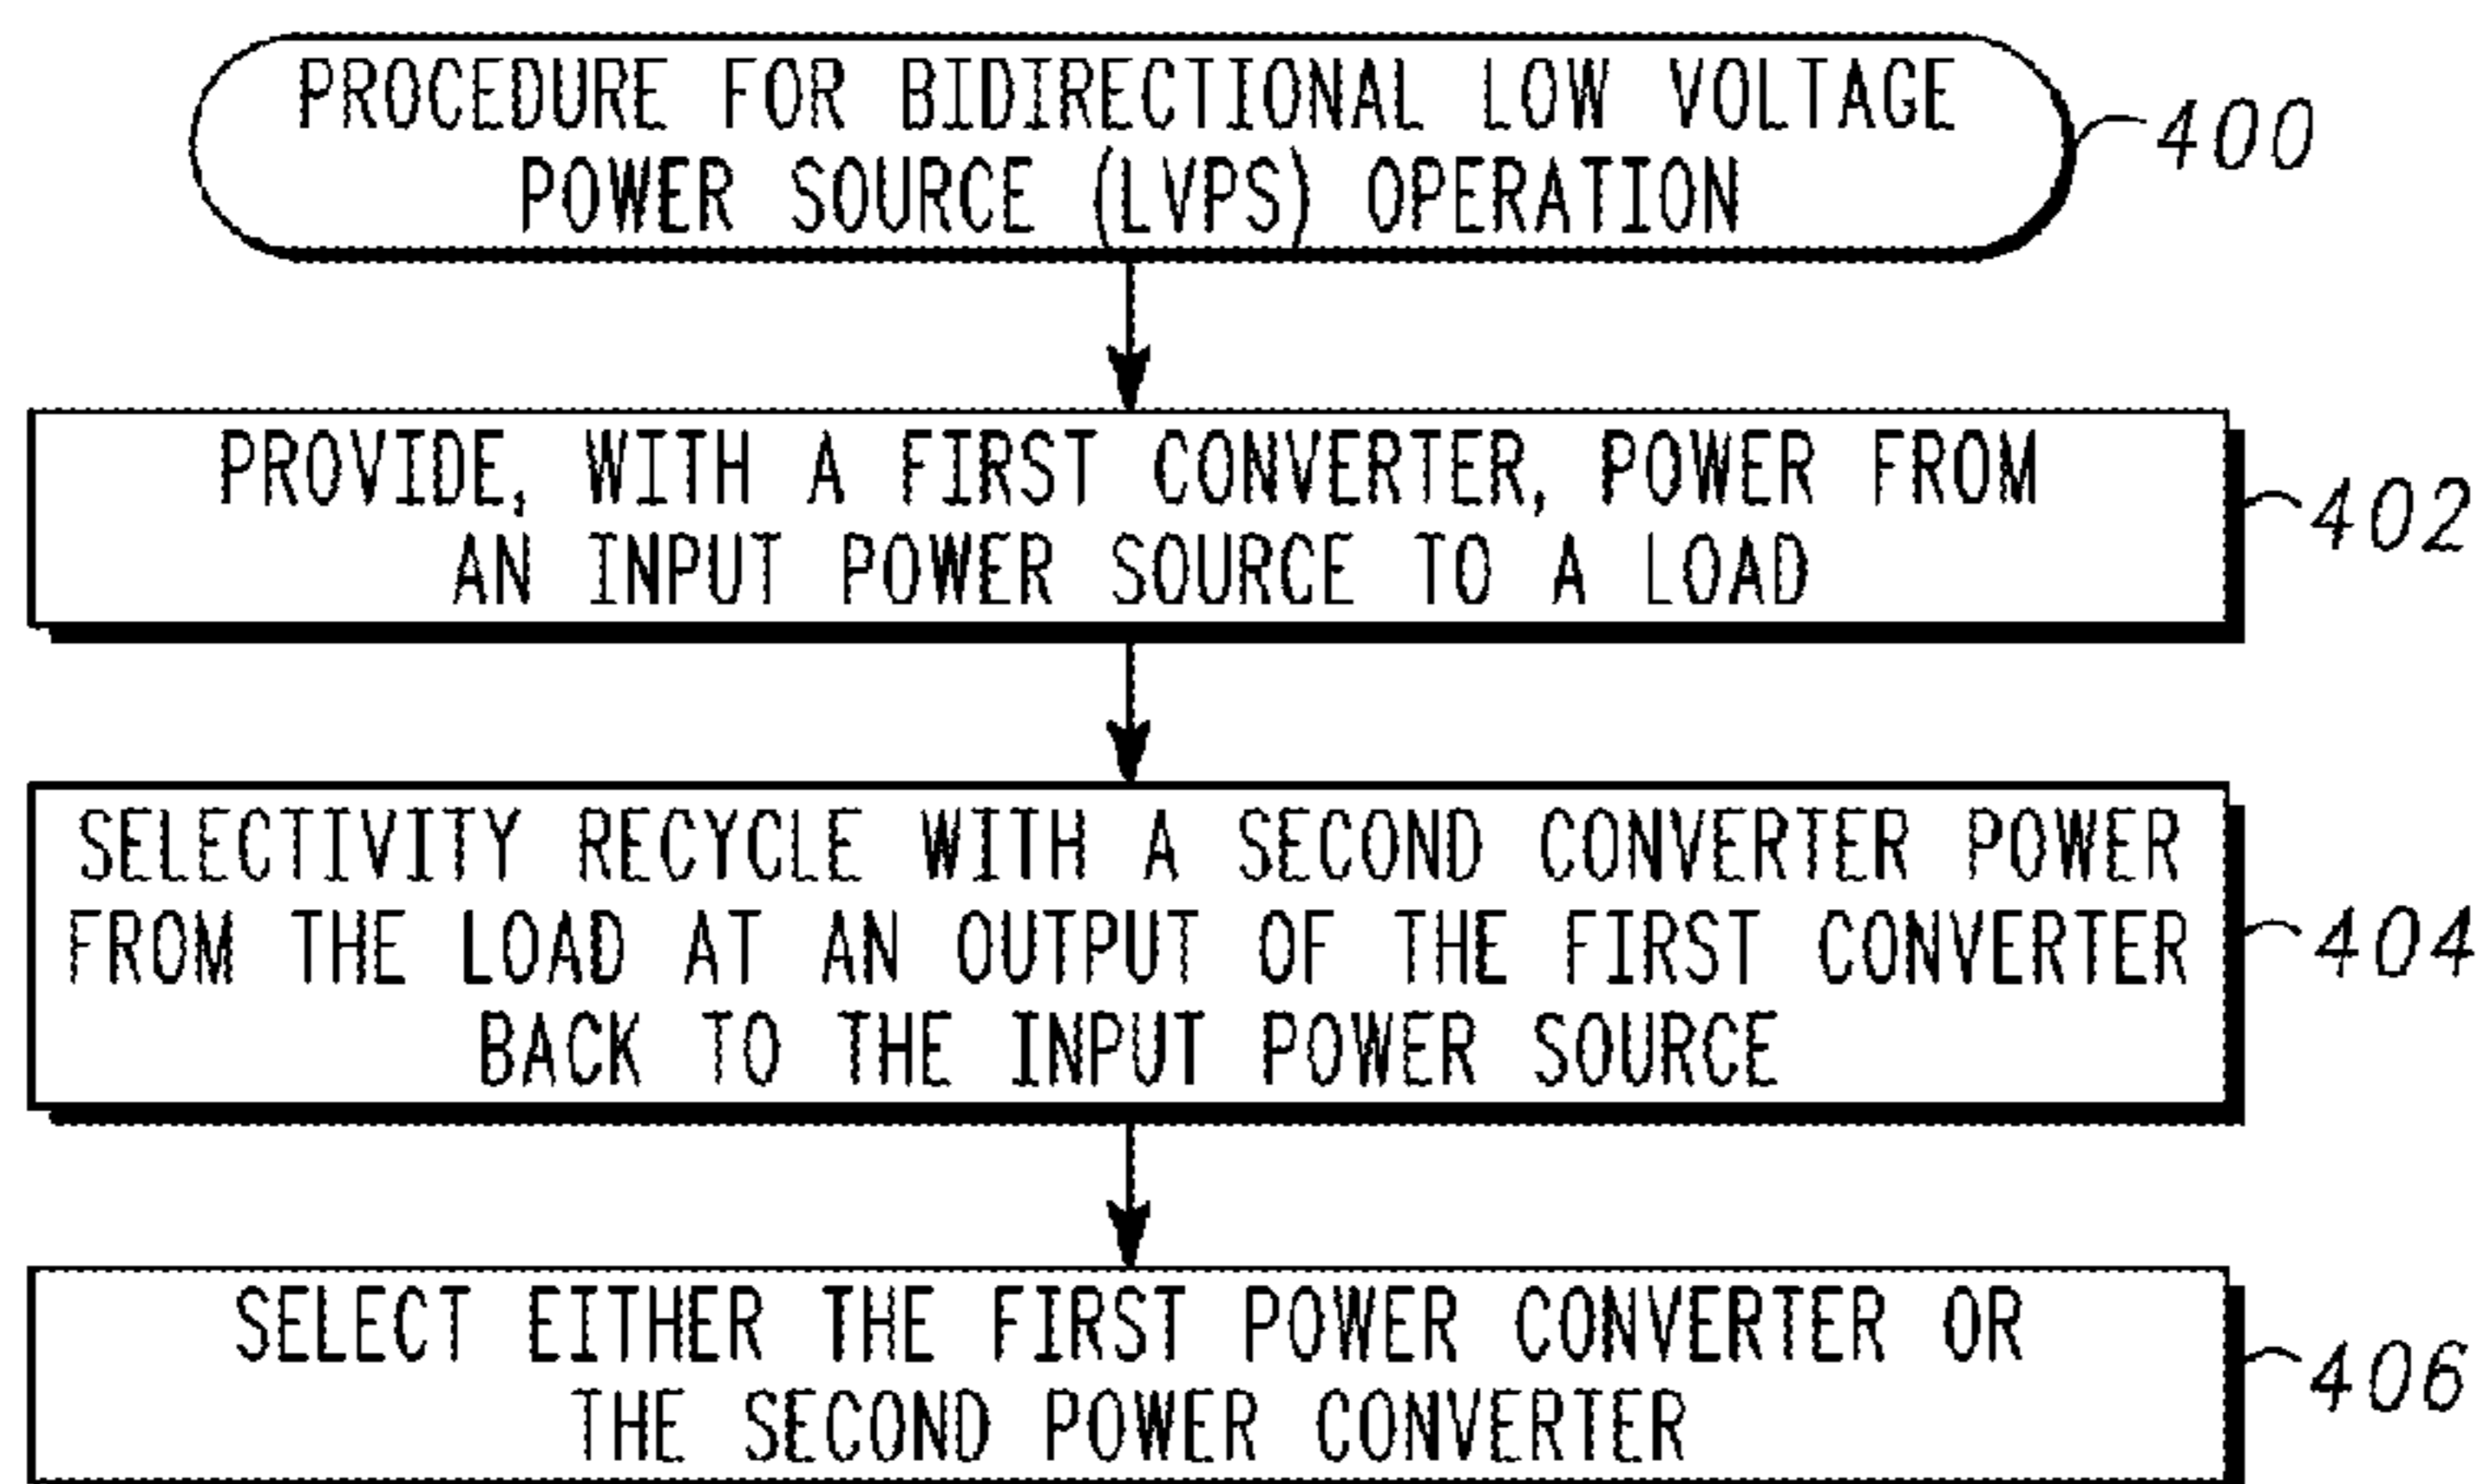 PROCEDURE FOR BIDIRECTIONAL LOW VOLTAGE
POWER SOURCE (LVPS) OPERATION
400
PROVIDE, WITH A FIRST CONVERTER, POWER FROM
AN INPUT POWER SOURCE TO A LOAD
402
SELECTIVITY RECYCLE WITH A SECOND CONVERTER POWER
FROM THE LOAD AT AN OUTPUT OF THE FIRST CONVERTER
BACK TO THE INPUT POWER SOURCE
404
SELECT EITHER THE FIRST POWER CONVERTER OR
THE SECOND POWER CONVERTER
406